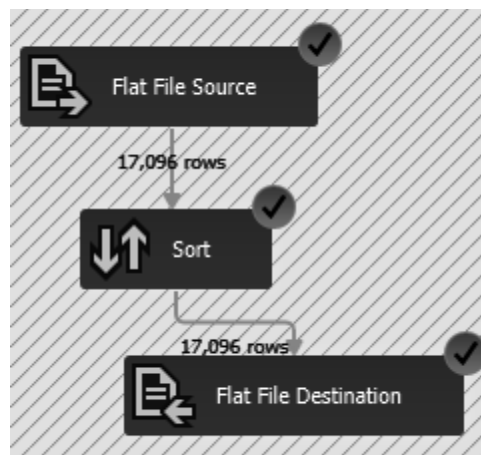 Flat File Source
17,096 rows
Sort
17,096 rows
Flat File Destination